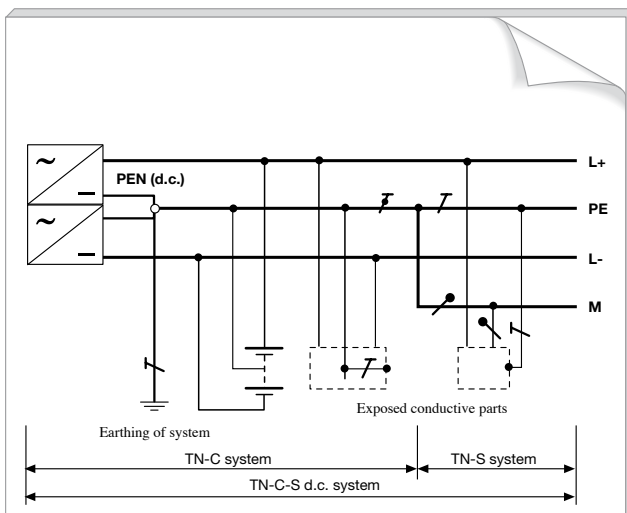 L+
PEN (d.c.)
PE
L-
M
Exposed conductive parts
Earthing of system
TN-C system
TN-S system
TN-C-S d.c. system